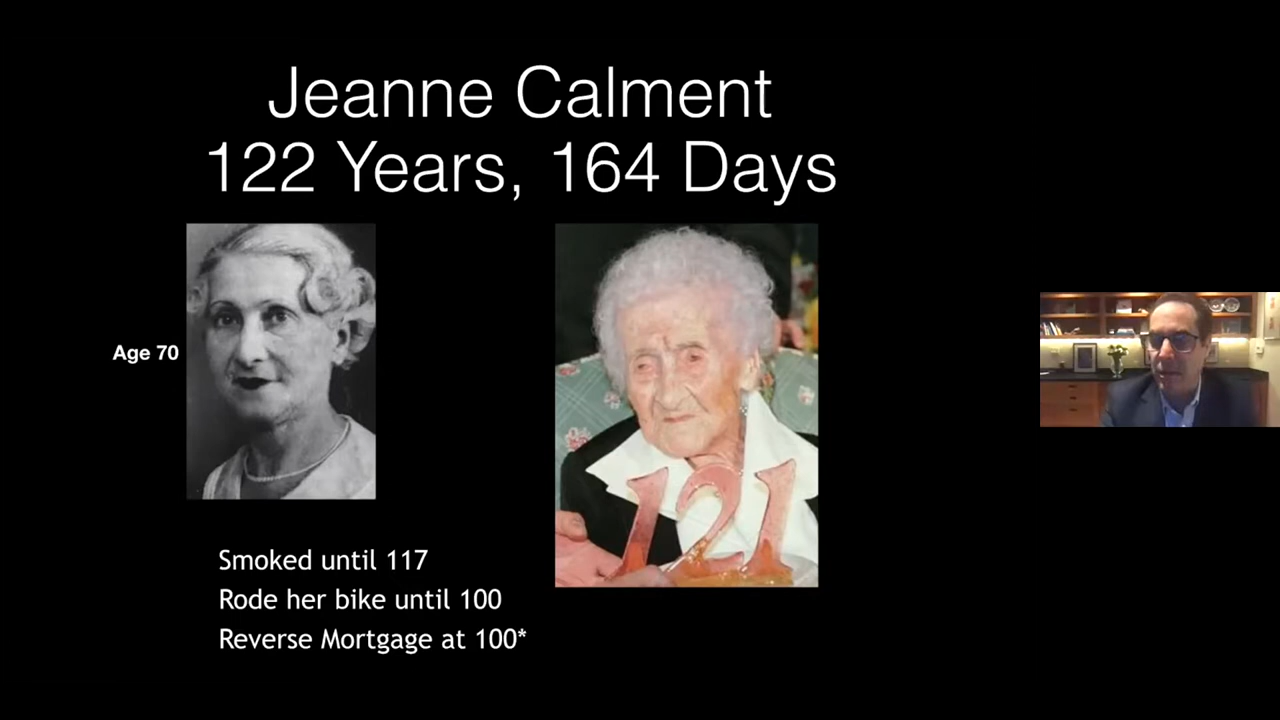 Jeanne Calment
122 Years, 164 Days
Age 70
121
Smoked until 117
Rode her bike until 100
Reverse Mortgage at 100*